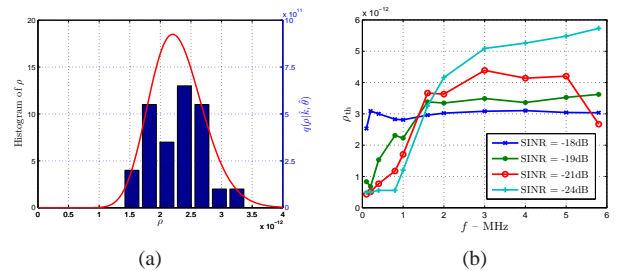 20
15
10
5
0
Histogram of ρ
0 0.5 1 1.5 2 2.5 3 3.5 4
ρ
x 10⁻¹²
x 10¹¹
10
7.5
5
2.5
0
q(ρ|k̂, θ̂)
(a)
x 10⁻¹²
6
5
4
3
2
1
0
ρth
0 1 2 3 4 5 6
f – MHz
SINR = -18dB
SINR = -19dB
SINR = -21dB
SINR = -24dB
(b)